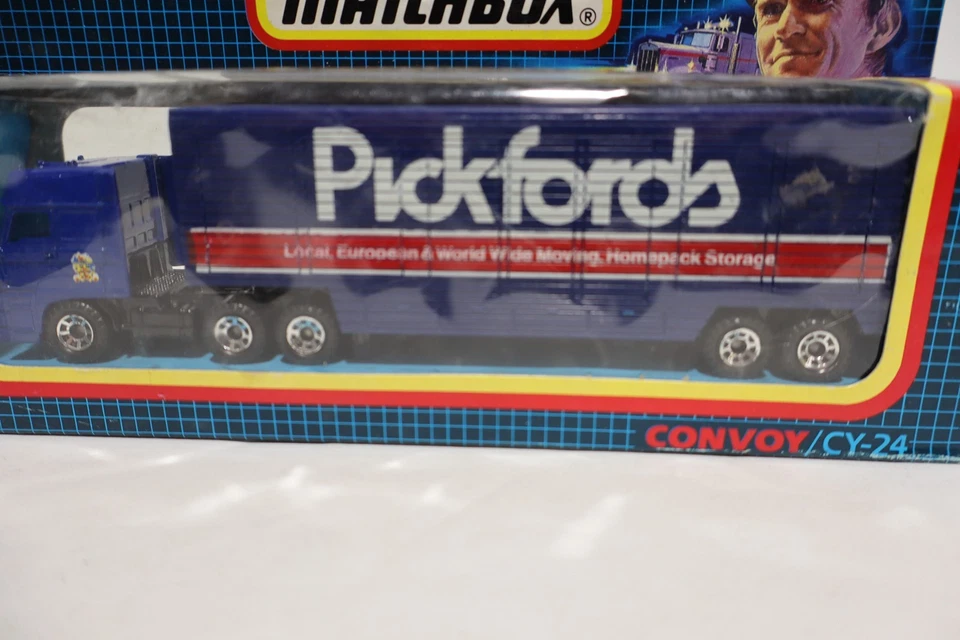 MATCHBOX®
Pickfords
Local, European & World Wide Moving, Homepack Storage
CONVOY/CY-24